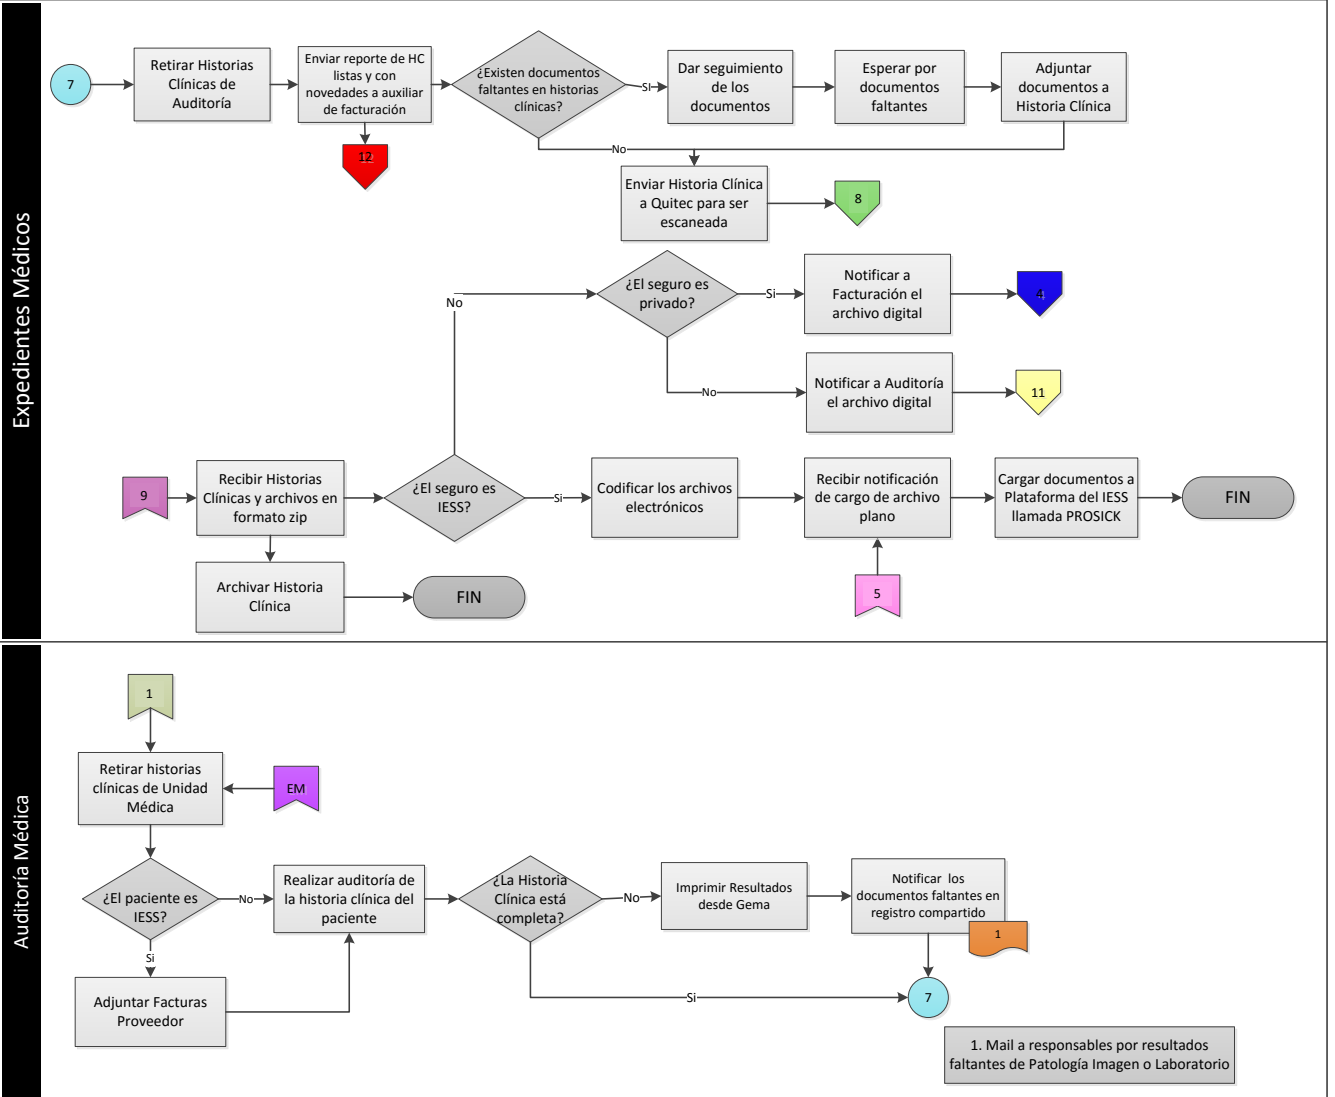 Expedientes Médicos
7
Retirar Historias
Clínicas de
Auditoría
Enviar reporte de HC
listas y con
novedades a auxiliar
de facturación
12
¿Existen documentos
faltantes en historias
clínicas?
SI
No
Dar seguimiento
de los
documentos
Esperar por
documentos
faltantes
Adjuntar
documentos a
Historia Clínica
Enviar Historia Clínica
a Quitec para ser
escaneada
8
No
¿El seguro es
privado?
Si
Notificar a
Facturación el
archivo digital
4
No
Notificar a Auditoría
el archivo digital
11
9
Recibir Historias
Clínicas y archivos en
formato zip
¿El seguro es
IESS?
Si
Codificar los archivos
electrónicos
Recibir notificación
de cargo de archivo
plano
Cargar documentos a
Plataforma del IESS
llamada PROSICK
FIN
Archivar Historia
Clínica
FIN
5
Auditoría Médica
1
Retirar historias
clínicas de Unidad
Médica
EM
¿El paciente es
IESS?
No
Si
Realizar auditoría de
la historia clínica del
paciente
¿La Historia
Clínica está
completa?
No
Imprimir Resultados
desde Gema
Notificar los
documentos faltantes en
registro compartido
1
Adjuntar Facturas
Proveedor
Si
7
1. Mail a responsables por resultados
faltantes de Patología Imagen o Laboratorio